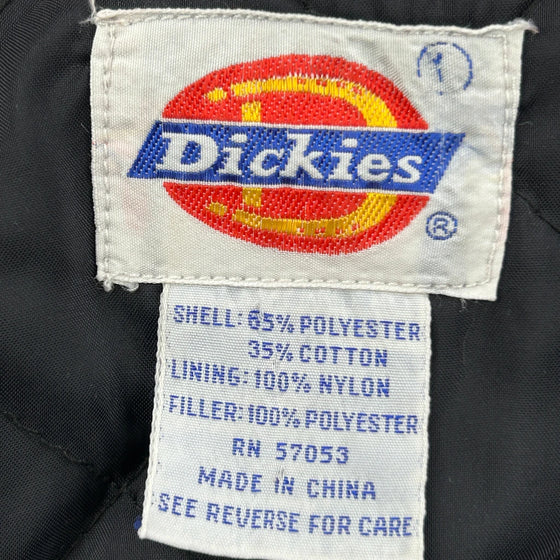 1
Dickies
®
SHELL: 65% POLYESTER
35% COTTON
LINING: 100% NYLON
FILLER: 100% POLYESTER
RN 57053
MADE IN CHINA
SEE REVERSE FOR CARE